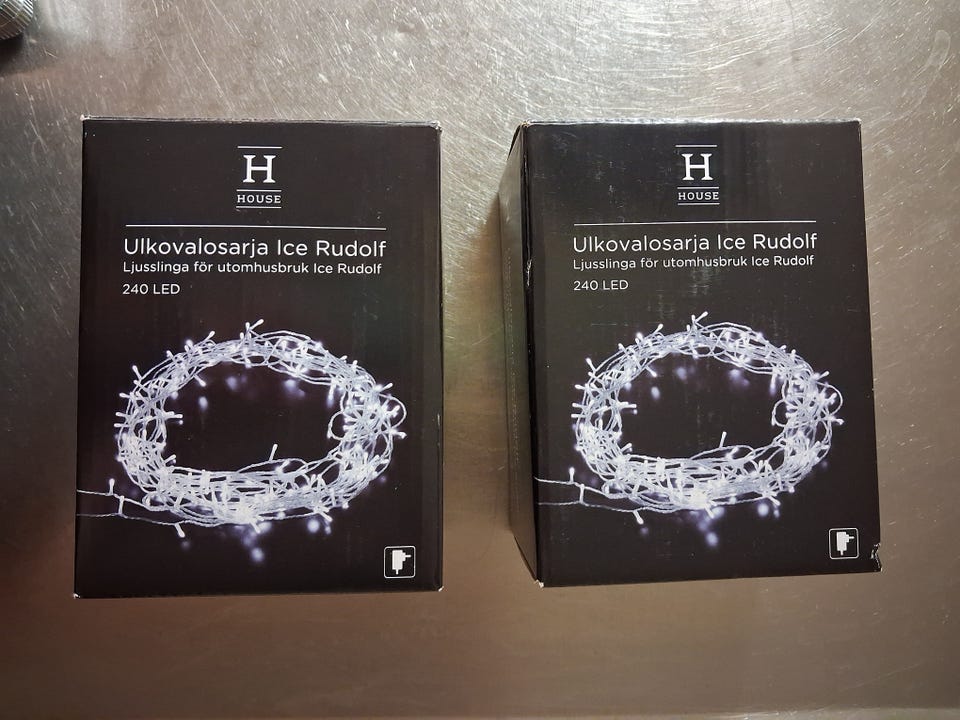 H
HOUSE
Ulkovalosarja Ice Rudolf
Ljusslinga för utomhusbruk Ice Rudolf
240 LED
H
HOUSE
Ulkovalosarja Ice Rudolf
Ljusslinga för utomhusbruk Ice Rudolf
240 LED